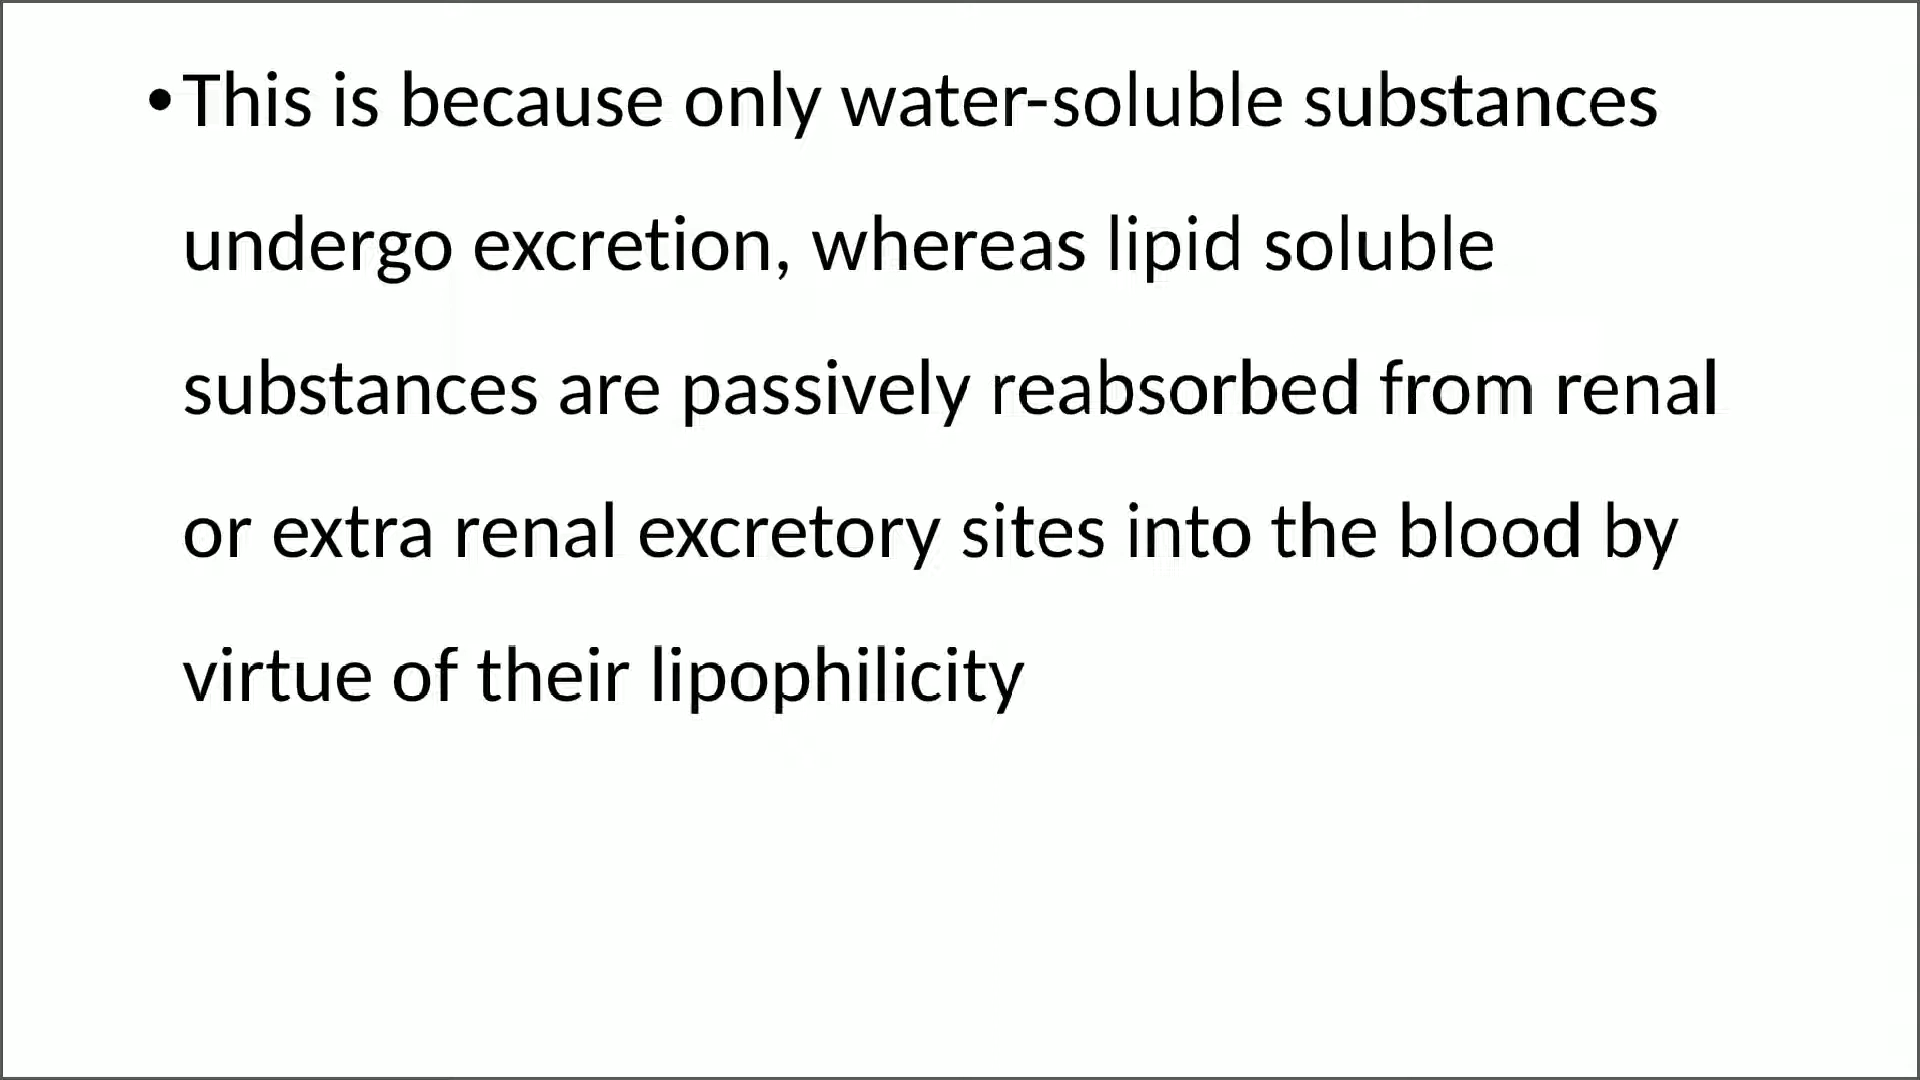 •This is because only water-soluble substances
undergo excretion, whereas lipid soluble
substances are passively reabsorbed from renal
or extra renal excretory sites into the blood by
virtue of their lipophilicity